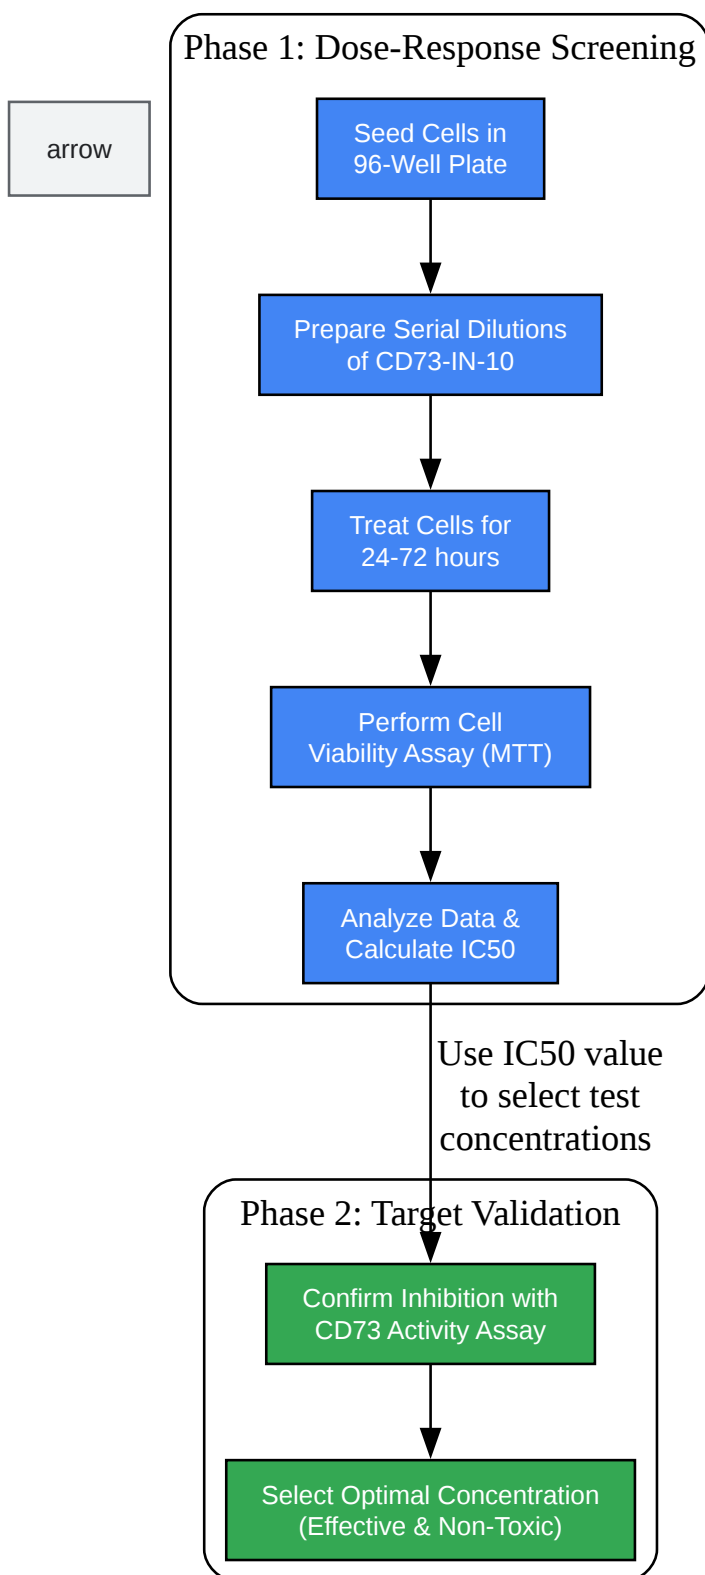 Phase 1: Dose-Response Screening
arrow
Seed Cells in
96-Well Plate
Prepare Serial Dilutions
of CD73-IN-10
Treat Cells for
24-72 hours
Perform Cell
Viability Assay (MTT)
Analyze Data &
Calculate IC50
Use IC50 value
to select test
concentrations
Phase 2: Target Validation
Confirm Inhibition with
CD73 Activity Assay
Select Optimal Concentration
(Effective & Non-Toxic)